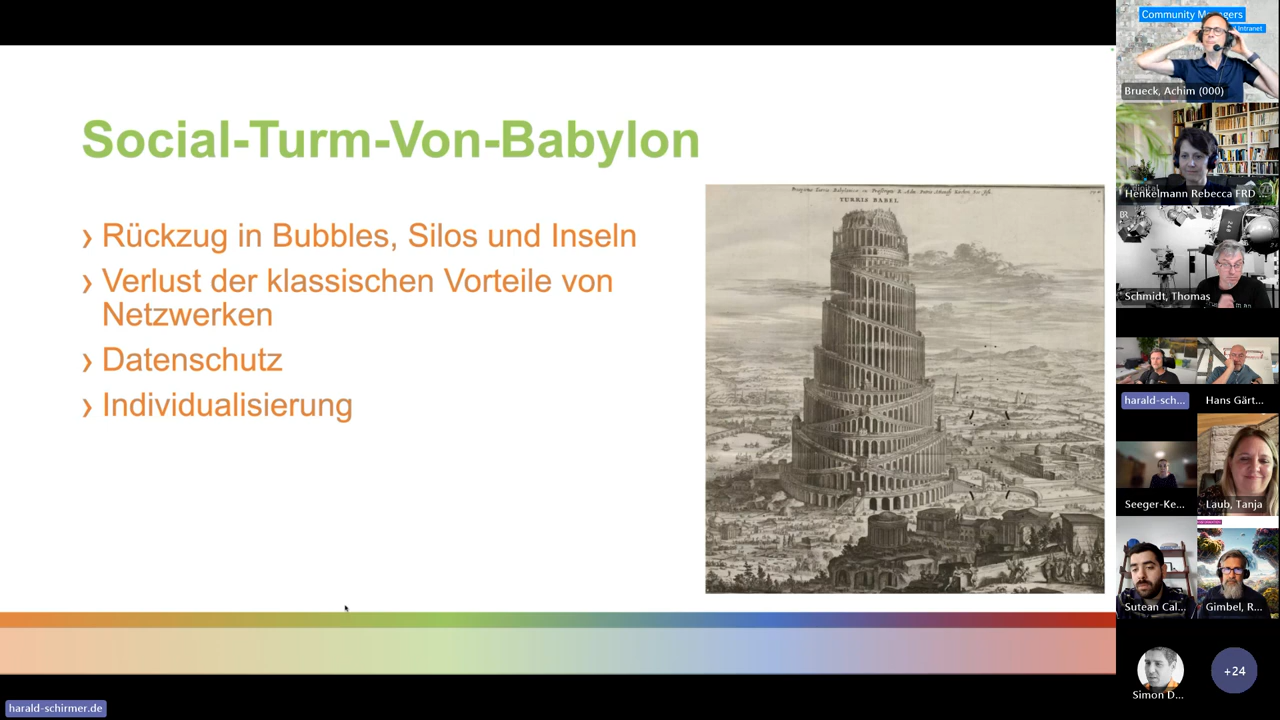 Social-Turm-Von-Babylon
› Rückzug in Bubbles, Silos und Inseln
› Verlust der klassischen Vorteile von
Netzwerken
› Datenschutz
› Individualisierung
TURRIS BABEL
harald-schirmer.de
Intranet
Brueck, Achim (000)
Henkelmann Rebecca FRD ...
BR
Schmidt, Thomas
harald-sch...
Hans Gärt...
Seeger-Ke...
Laub, Tanja
Sutean Cal...
Gimbel, R...
Simon D...
+24